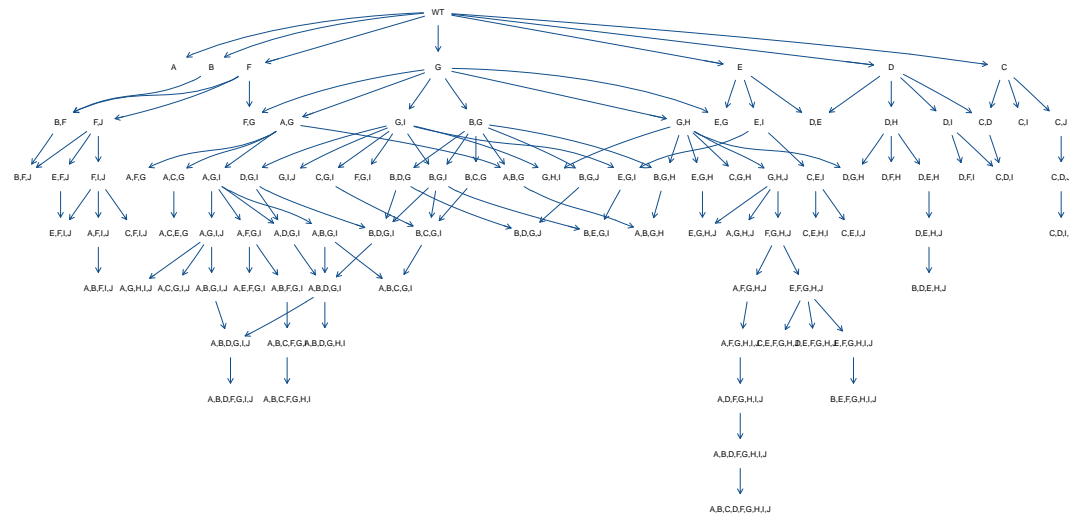 WT
A B F G E D C
B,F F,J F,G A,G G,I B,G G,H E,G E,I D,E D,H D,I C,D C,I C,J
B,F,J E,F,J F,I,J A,F,G A,C,G A,G,I D,G,I G,I,J C,G,I F,G,I B,D,G B,G,I B,C,G A,B,G G,H,I B,G,J E,G,I B,G,H E,G,H C,G,H G,H,J C,E,I D,G,H D,F,H D,E,H D,F,I C,D,I C,D,
E,F,I,J A,F,I,J C,F,I,J A,C,E,G A,G,I,J A,F,G,I A,D,G,I A,B,G,I B,D,G,I B,C,G,I B,D,G,J B,E,G,I A,B,G,H E,G,H,J A,G,H,J F,G,H,J C,E,H,I C,E,I,J D,E,H,J C,D,I,
A,B,F,I,J A,G,H,I,J A,C,G,I,J A,B,G,I,J A,E,F,G,I A,B,F,G,I A,B,D,G,I A,B,C,G,I A,F,G,H,J E,F,G,H,J B,D,E,H,J
A,B,D,G,I,J A,B,C,F,G,I A,B,D,G,H,I A,F,G,H,I,J C,E,F,G,H,J D,E,F,G,H,J E,F,G,H,I,J
A,B,D,F,G,I,J A,B,C,F,G,H,I A,D,F,G,H,I,J B,E,F,G,H,I,J
A,B,D,F,G,H,I,J
A,B,C,D,F,G,H,I,J